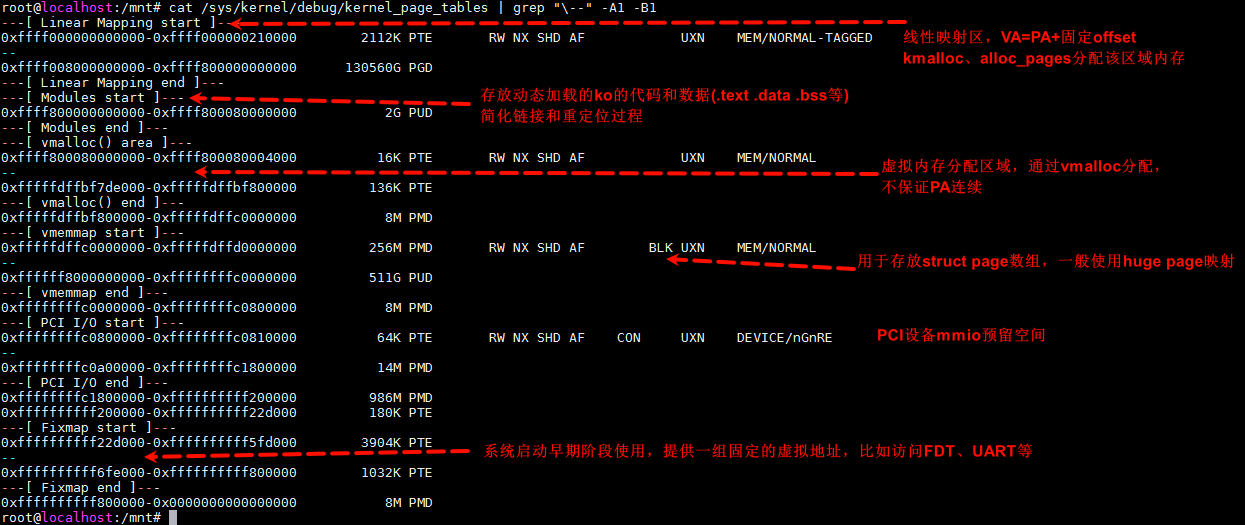 root@localhost:/mnt# cat /sys/kernel/debug/kernel_page_tables | grep "\--" -A1 -B1
---[ Linear Mapping start ]---
0xffff000000000000-0xffff000000210000 2112K PTE RW NX SHD AF UXN MEM/NORMAL-TAGGED
线性映射区，VA=PA+固定offset
kmalloc、alloc_pages分配该区域内存
--
0xffff008000000000-0xffff800000000000 130560G PGD
---[ Linear Mapping end ]---
---[ Modules start ]---
存放动态加载的ko的代码和数据(.text .data .bss等)
简化链接和重定位过程
0xffff800000000000-0xffff800080000000 2G PUD
---[ Modules end ]---
---[ vmalloc() area ]---
0xffff800080000000-0xffff800080004000 16K PTE RW NX SHD AF UXN MEM/NORMAL
--
虚拟内存分配区域，通过vmalloc分配，
不保证PA连续
0xfffffdffbf7de000-0xfffffdffbf800000 136K PTE
---[ vmalloc() end ]---
0xfffffdffbf800000-0xfffffdffc0000000 8M PMD
---[ vmemmap start ]---
0xfffffdffc0000000-0xfffffdffd0000000 256M PMD RW NX SHD AF BLK UXN MEM/NORMAL
用于存放struct page数组，一般使用huge page映射
--
0xffffff8000000000-0xffffffffc0000000 511G PUD
---[ vmemmap end ]---
0xffffffffc0000000-0xffffffffc0800000 8M PMD
---[ PCI I/O start ]---
0xffffffffc0800000-0xffffffffc0810000 64K PTE RW NX SHD AF CON UXN DEVICE/nGnRE
PCI设备mmio预留空间
--
0xffffffffc0a00000-0xffffffffc1800000 14M PMD
---[ PCI I/O end ]---
0xffffffffc1800000-0xffffffffff200000 986M PMD
0xffffffffff200000-0xffffffffff22d000 180K PTE
---[ Fixmap start ]---
0xffffffffff22d000-0xffffffffff5fd000 3904K PTE
--
系统启动早期阶段使用，提供一组固定的虚拟地址，比如访问FDT、UART等
0xffffffffff6fe000-0xffffffffff800000 1032K PTE
---[ Fixmap end ]---
0xffffffffff800000-0x0000000000000000 8M PMD
root@localhost:/mnt#